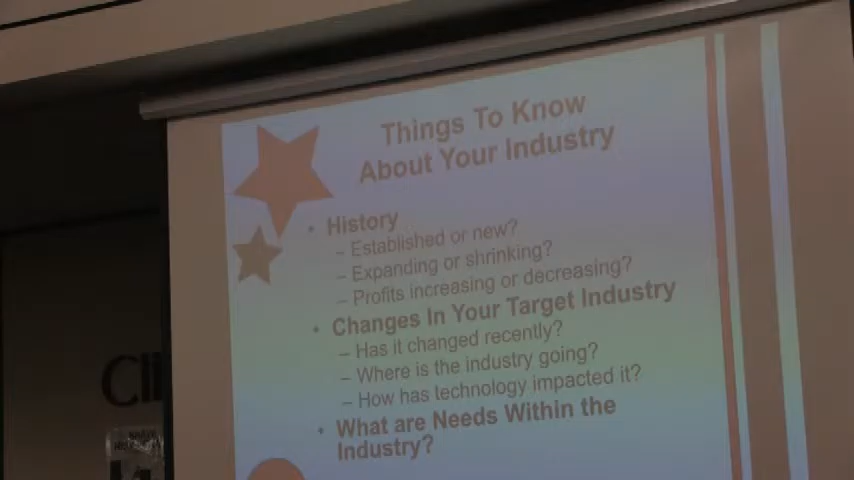 Things To Know
About Your Industry
• History
– Established or new?
– Expanding or shrinking?
– Profits increasing or decreasing?
• Changes In Your Target Industry
– Has it changed recently?
– Where is the industry going?
– How has technology impacted it?
• What are Needs Within the
Industry?